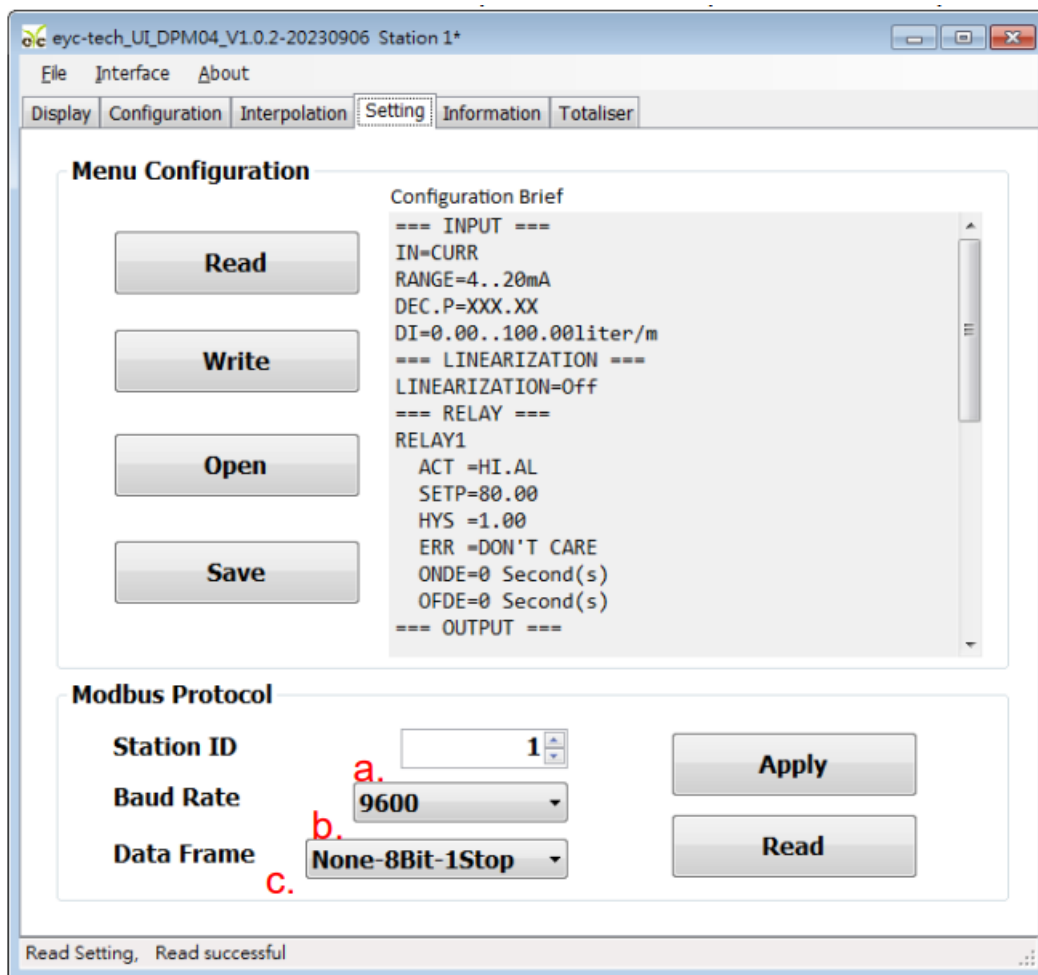 eyc-tech_UI_DPM04_V1.0.2-20230906 Station 1*
File Interface About
Display Configuration Interpolation Setting Information Totaliser
Menu Configuration
Configuration Brief
Read
Write
Open
Save
=== INPUT ===
IN=CURR
RANGE=4..20mA
DEC.P=XXX.XX
DI=0.00..100.00liter/m
=== LINEARIZATION ===
LINEARIZATION=Off
=== RELAY ===
RELAY1
ACT =HI.AL
SETP=80.00
HYS =1.00
ERR =DON'T CARE
ONDE=0 Second(s)
OFDE=0 Second(s)
=== OUTPUT ===
Modbus Protocol
Station ID 1
a.
Baud Rate 9600
b.
Data Frame None-8Bit-1Stop
c.
Apply
Read
Read Setting, Read successful